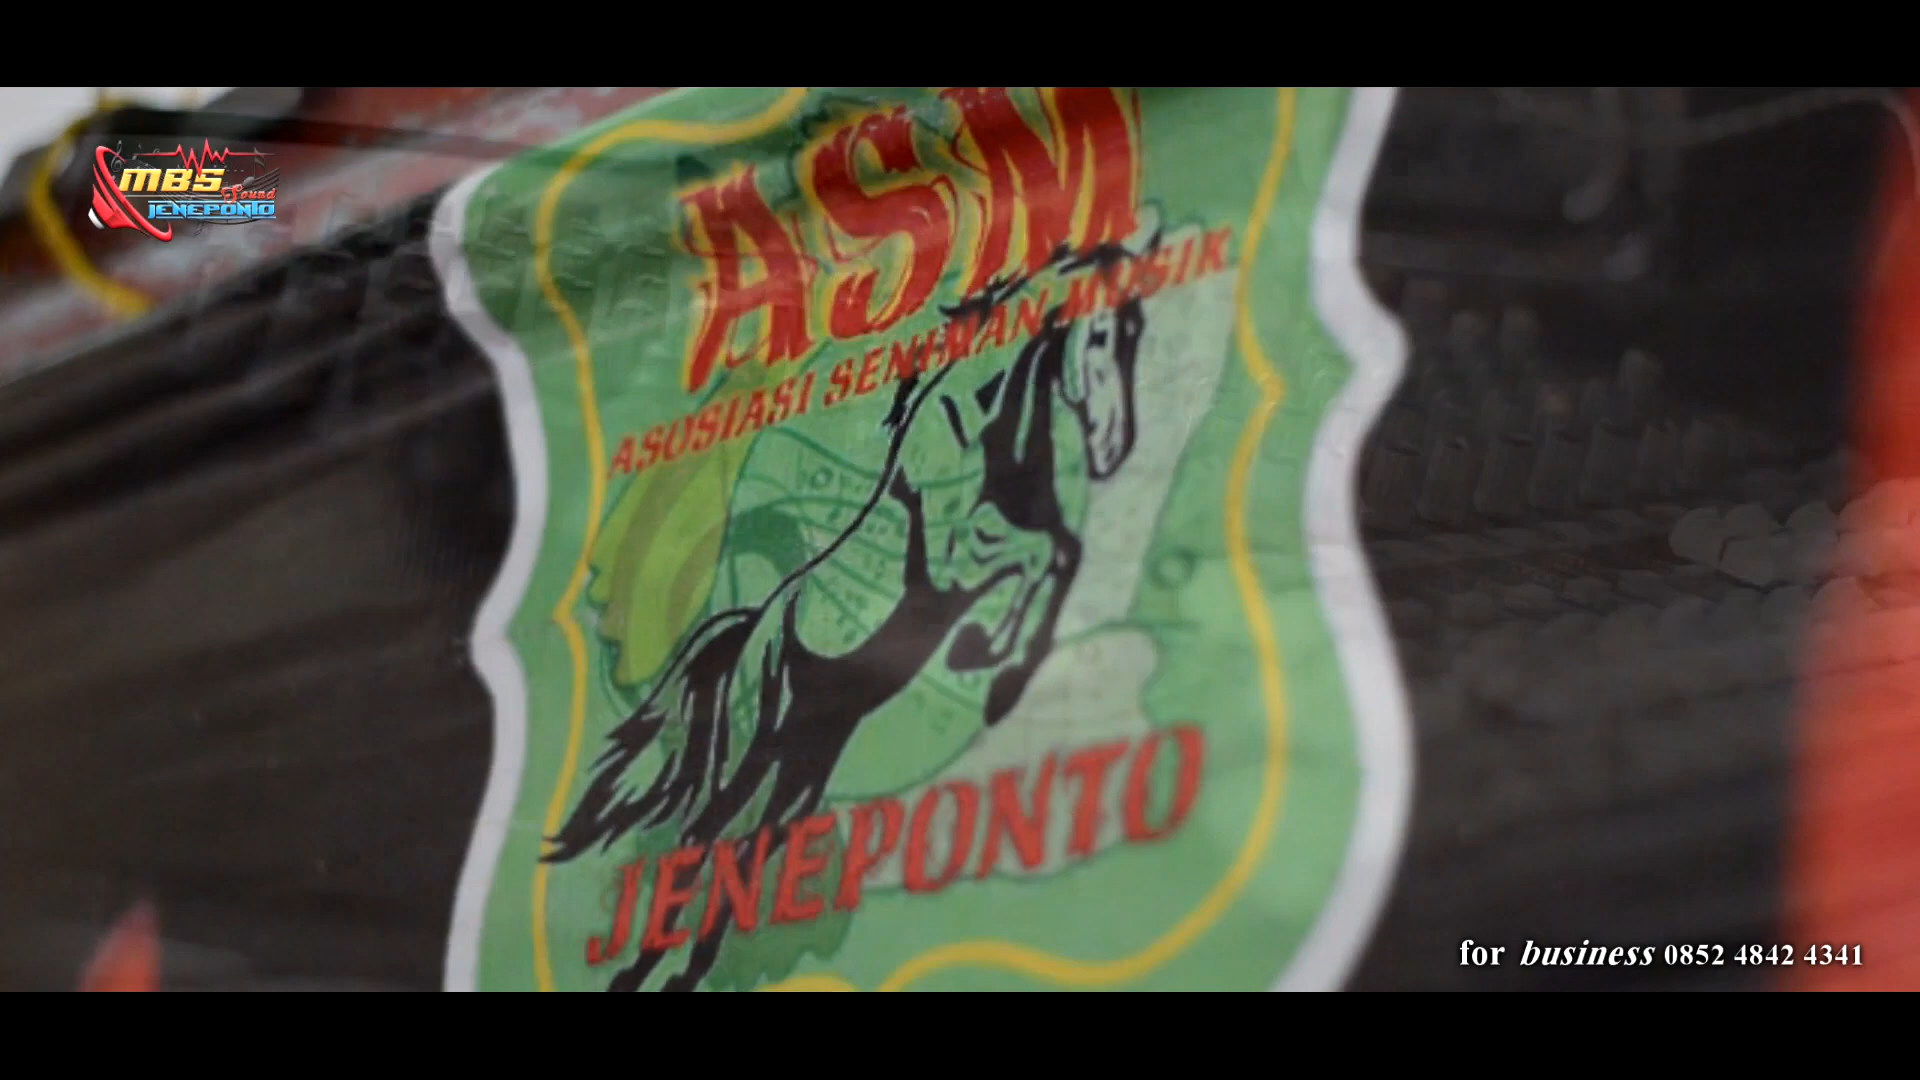 MBS
Sound
JENEPONTO
ASM
ASOSIASI SENIMAN MUSIK
JENEPONTO
for business 0852 4842 4341